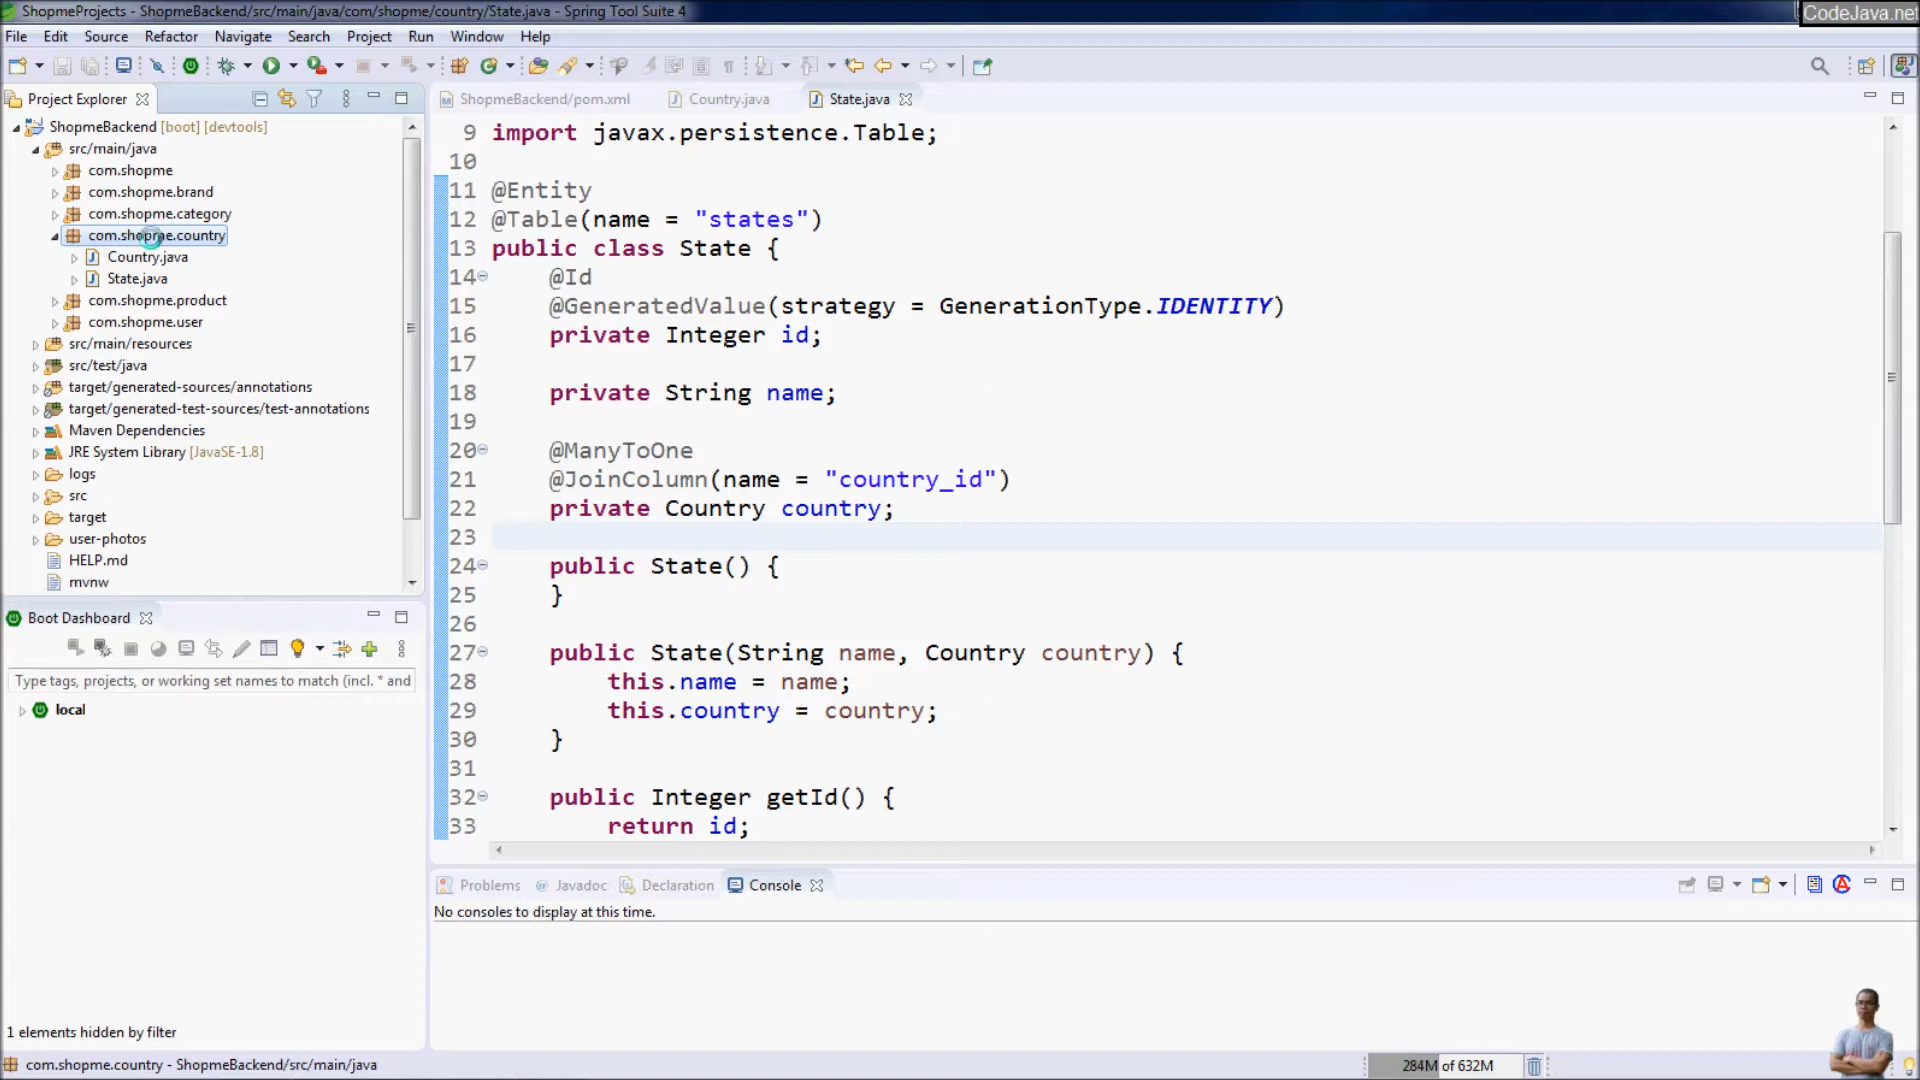 ShopmeProjects - ShopmeBackend/src/main/java/com/shopme/country/State.java - Spring Tool Suite 4
CodeJava.net
File Edit Source Refactor Navigate Search Project Run Window Help
Project Explorer
ShopmeBackend/pom.xml Country.java State.java
ShopmeBackend [boot] [devtools]
src/main/java
com.shopme
com.shopme.brand
com.shopme.category
com.shopme.country
Country.java
State.java
com.shopme.product
com.shopme.user
src/main/resources
src/test/java
target/generated-sources/annotations
target/generated-test-sources/test-annotations
Maven Dependencies
JRE System Library [JavaSE-1.8]
logs
src
target
user-photos
HELP.md
mvnw
9 import javax.persistence.Table;
10
11 @Entity
12 @Table(name = "states")
13 public class State {
14 @Id
15 @GeneratedValue(strategy = GenerationType.IDENTITY)
16 private Integer id;
17
18 private String name;
19
20 @ManyToOne
21 @JoinColumn(name = "country_id")
22 private Country country;
23
24 public State() {
25 }
26
27 public State(String name, Country country) {
28 this.name = name;
29 this.country = country;
30 }
31
32 public Integer getId() {
33 return id;
Boot Dashboard
Type tags, projects, or working set names to match (incl. * and
local
1 elements hidden by filter
Problems Javadoc Declaration Console
No consoles to display at this time.
com.shopme.country - ShopmeBackend/src/main/java
284M of 632M